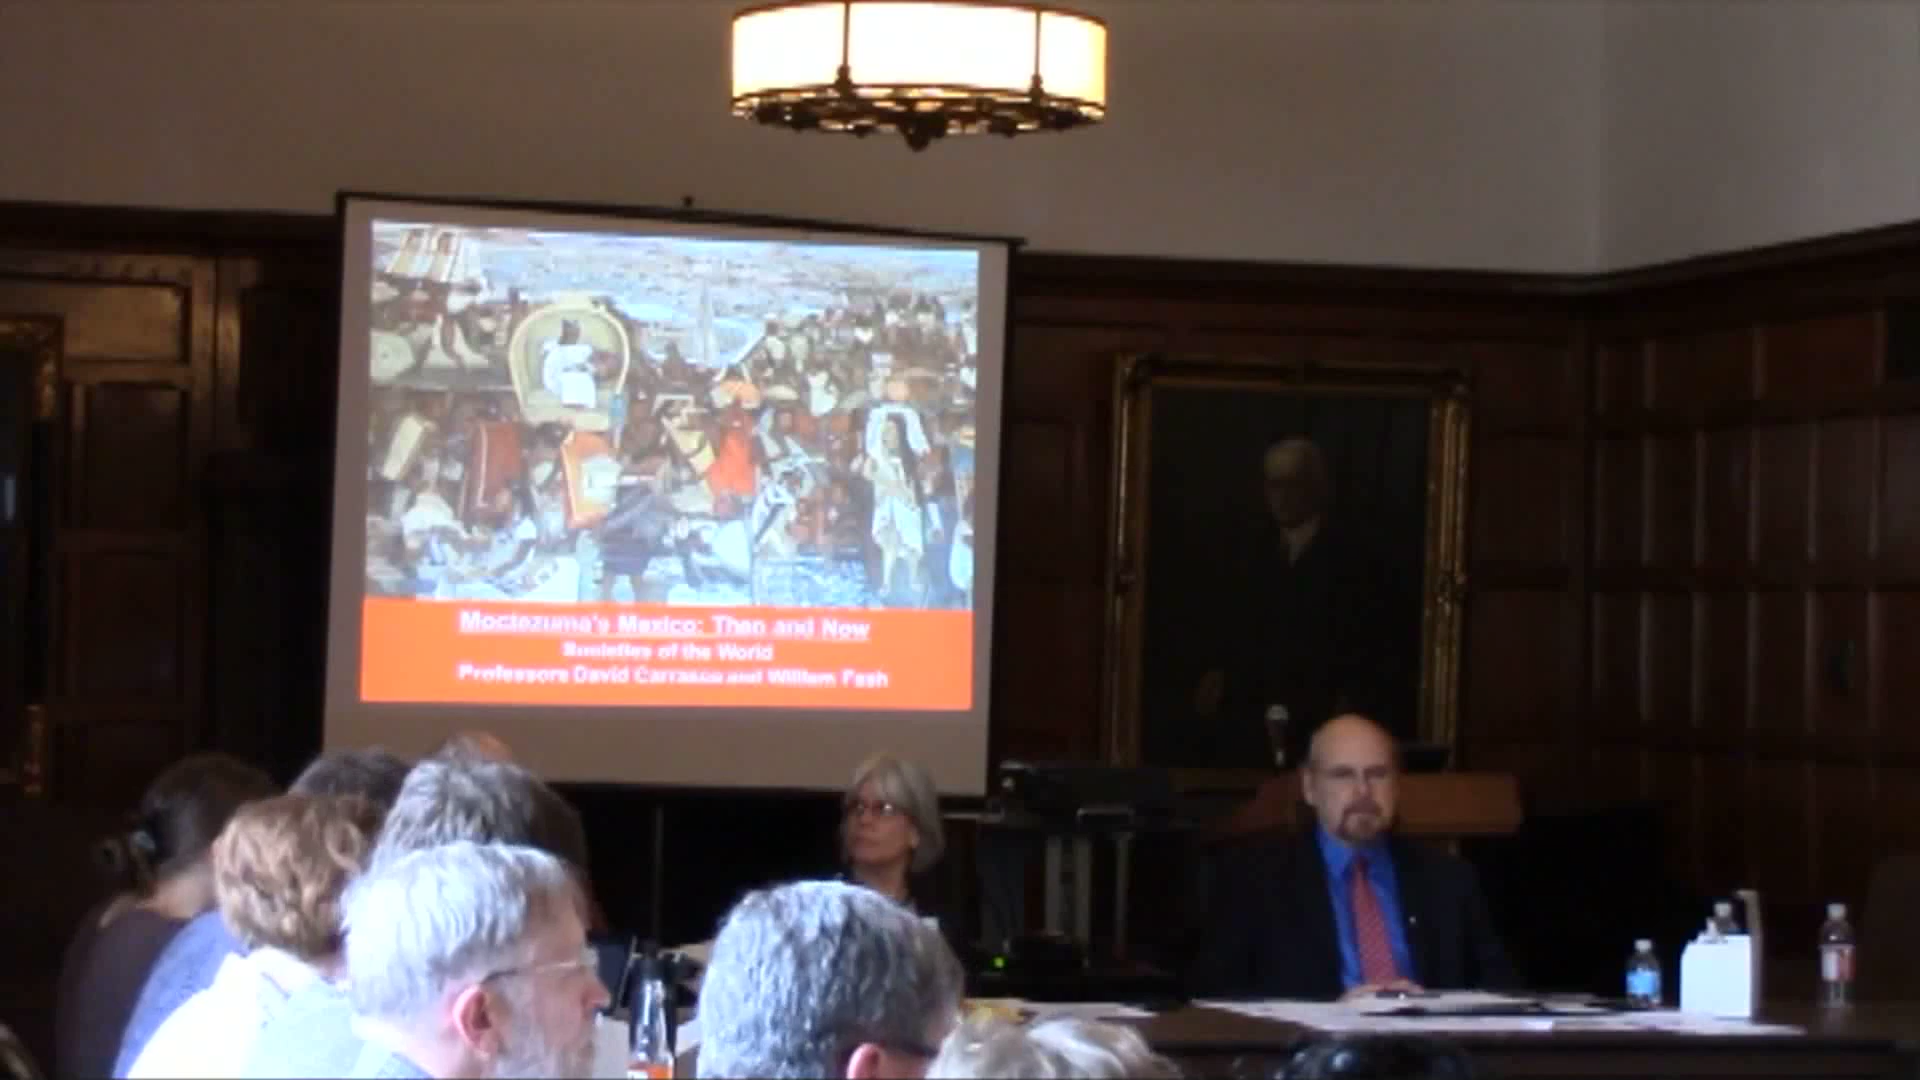 Moctezuma's Mexico: Then and Now
Societies of the World
Professors David Carrasco and William Fash